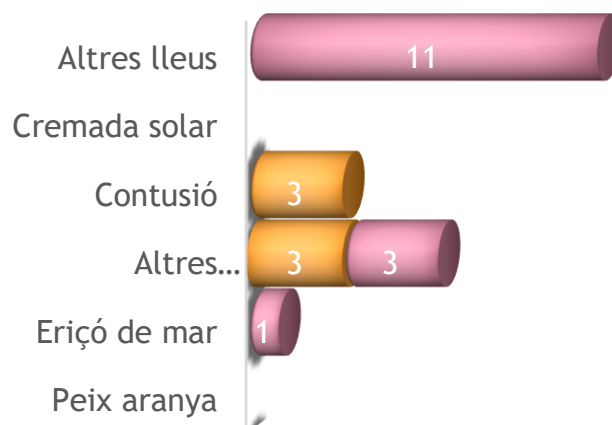 Altres lleus 11
Cremada solar
Contusió 3
Altres… 3 3
Eriçó de mar 1
Peix aranya